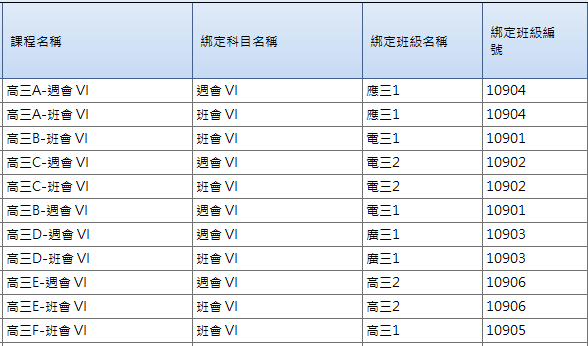 課程名稱 綁定科目名稱 綁定班級名稱 綁定班級編號
高三A-週會 VI 週會 VI 應三1 10904
高三A-班會 VI 班會 VI 應三1 10904
高三B-班會 VI 班會 VI 電三1 10901
高三C-週會 VI 週會 VI 電三2 10902
高三C-班會 VI 班會 VI 電三2 10902
高三B-週會 VI 週會 VI 電三1 10901
高三D-週會 VI 週會 VI 廣三1 10903
高三D-班會 VI 班會 VI 廣三1 10903
高三E-週會 VI 週會 VI 高三2 10906
高三E-班會 VI 班會 VI 高三2 10906
高三F-班會 VI 班會 VI 高三1 10905